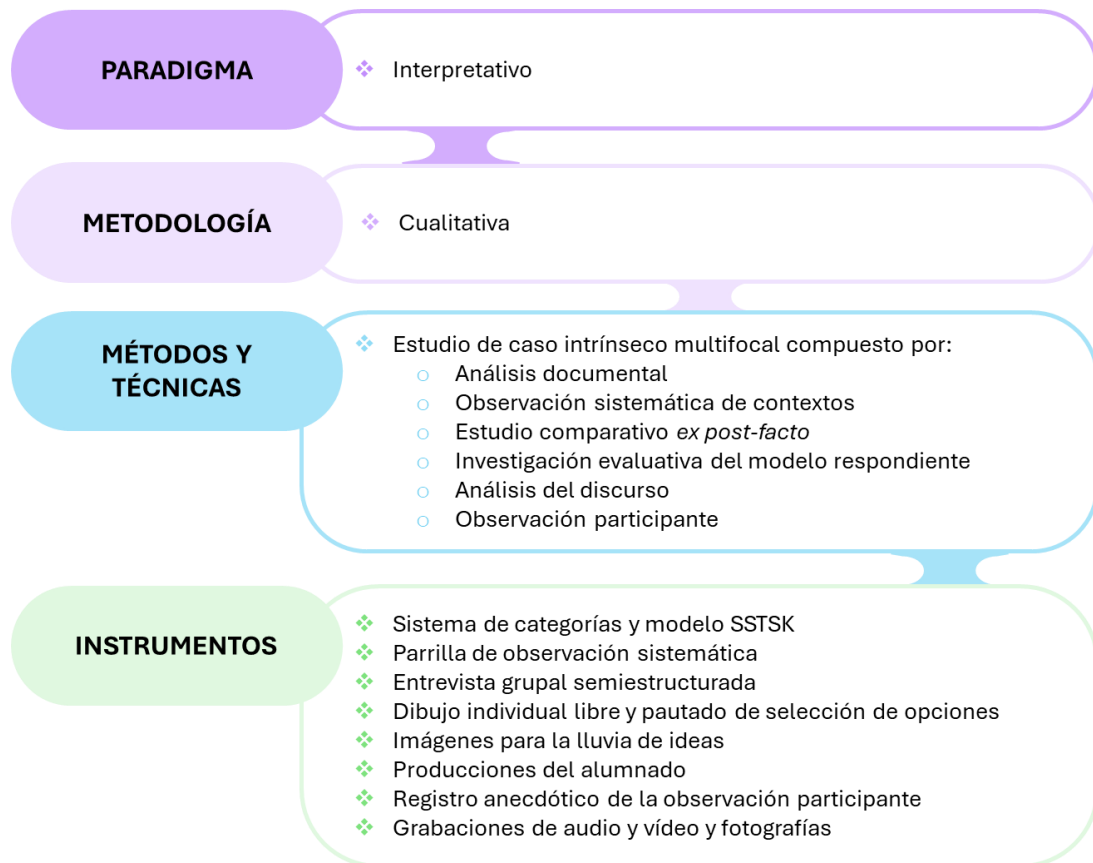 PARADIGMA
Interpretativo
METODOLOGÍA
Cualitativa
MÉTODOS Y
TÉCNICAS
Estudio de caso intrínseco multifocal compuesto por:
Análisis documental
Observación sistemática de contextos
Estudio comparativo ex post-facto
Investigación evaluativa del modelo respondiente
Análisis del discurso
Observación participante
INSTRUMENTOS
Sistema de categorías y modelo SSTSK
Parrilla de observación sistemática
Entrevista grupal semiestructurada
Dibujo individual libre y pautado de selección de opciones
Imágenes para la lluvia de ideas
Producciones del alumnado
Registro anecdótico de la observación participante
Grabaciones de audio y vídeo y fotografías